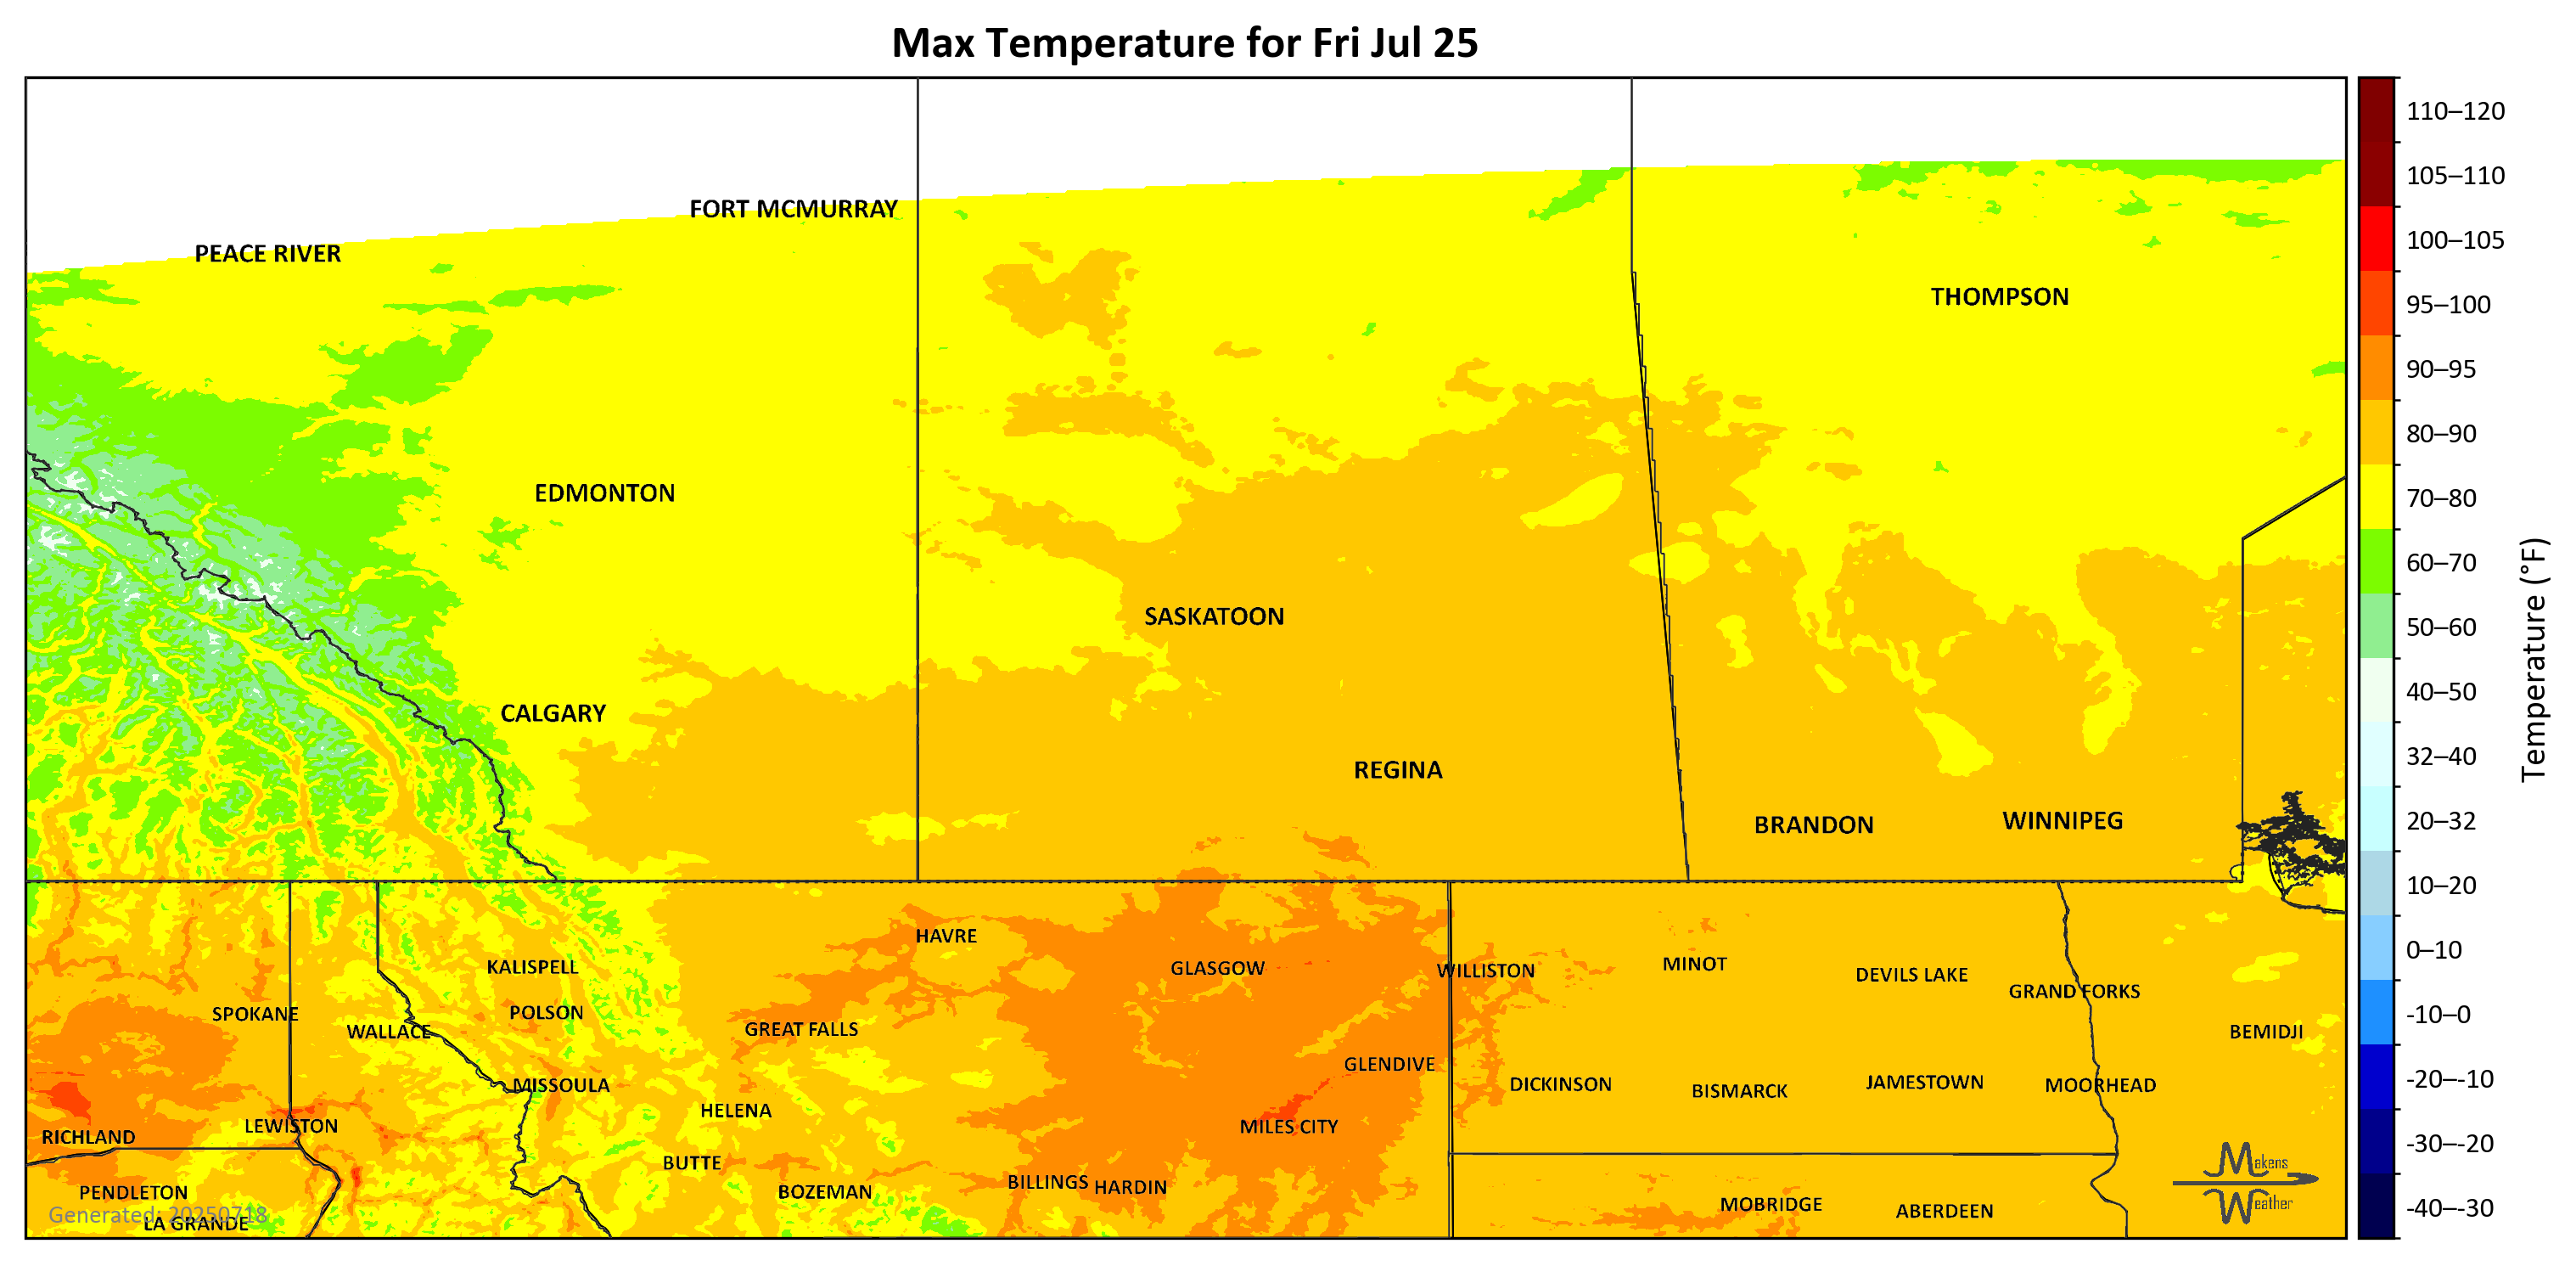 Max Temperature for Fri Jul 25
FORT MCMURRAY
PEACE RIVER
THOMPSON
EDMONTON
SASKATOON
CALGARY
REGINA
BRANDON
WINNIPEG
HAVRE
KALISPELL
GLASGOW
WILLISTON
MINOT
DEVILS LAKE
GRAND FORKS
SPOKANE
POLSON
WALLACE
GREAT FALLS
BEMIDJI
GLENDIVE
MISSOULA
DICKINSON
BISMARCK
JAMESTOWN
MOORHEAD
HELENA
LEWISTON
MILES CITY
RICHLAND
BUTTE
BILLINGS
HARDIN
PENDLETON
BOZEMAN
MOBRIDGE
ABERDEEN
Generated: 20250718
LA GRANDE
Makens
Weather
110–120
105–110
100–105
95–100
90–95
80–90
70–80
60–70
50–60
40–50
32–40
20–32
10–20
0–10
-10–0
-20–-10
-30–-20
-40–-30
Temperature (°F)